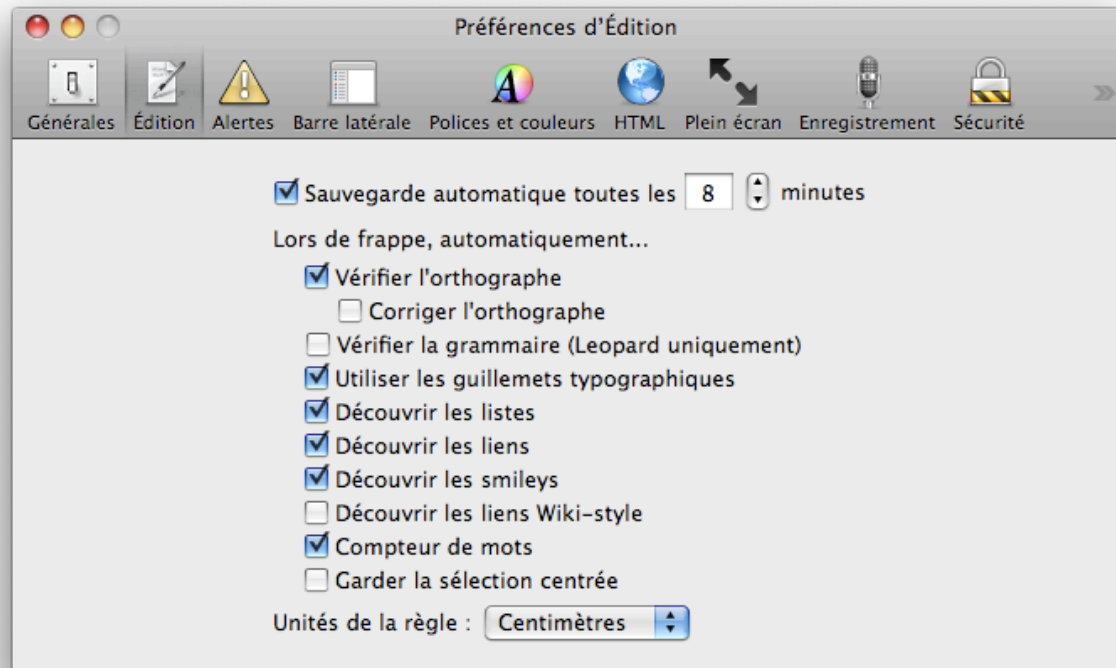 Préférences d’Édition
Générales Édition Alertes Barre latérale Polices et couleurs HTML Plein écran Enregistrement Sécurité
Sauvegarde automatique toutes les 8 minutes
Lors de frappe, automatiquement...
Vérifier l'orthographe
Corriger l'orthographe
Vérifier la grammaire (Leopard uniquement)
Utiliser les guillemets typographiques
Découvrir les listes
Découvrir les liens
Découvrir les smileys
Découvrir les liens Wiki-style
Compteur de mots
Garder la sélection centrée
Unités de la règle : Centimètres